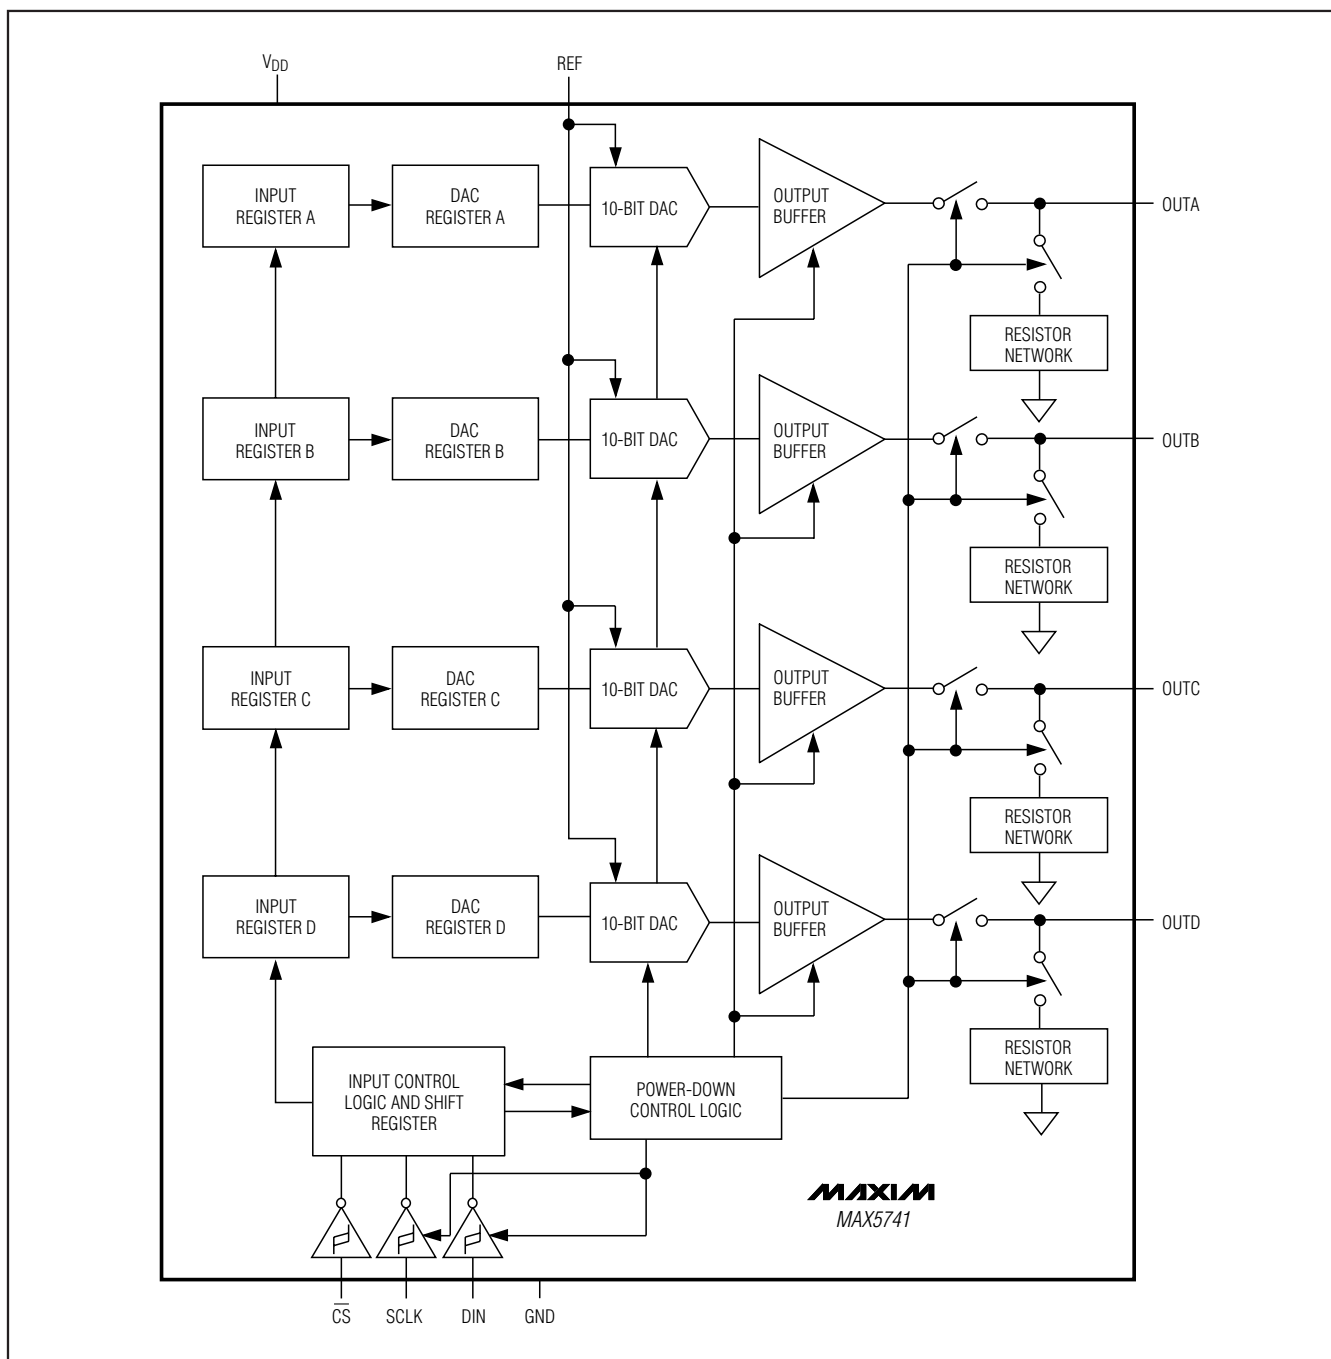 VDD
REF
INPUT
REGISTER A
DAC
REGISTER A
10-BIT DAC
OUTPUT
BUFFER
OUTA
RESISTOR
NETWORK
INPUT
REGISTER B
DAC
REGISTER B
10-BIT DAC
OUTPUT
BUFFER
OUTB
RESISTOR
NETWORK
INPUT
REGISTER C
DAC
REGISTER C
10-BIT DAC
OUTPUT
BUFFER
OUTC
RESISTOR
NETWORK
INPUT
REGISTER D
DAC
REGISTER D
10-BIT DAC
OUTPUT
BUFFER
OUTD
RESISTOR
NETWORK
INPUT CONTROL
LOGIC AND SHIFT
REGISTER
POWER-DOWN
CONTROL LOGIC
MAXIM
MAX5741
C̅S̅
SCLK
DIN
GND